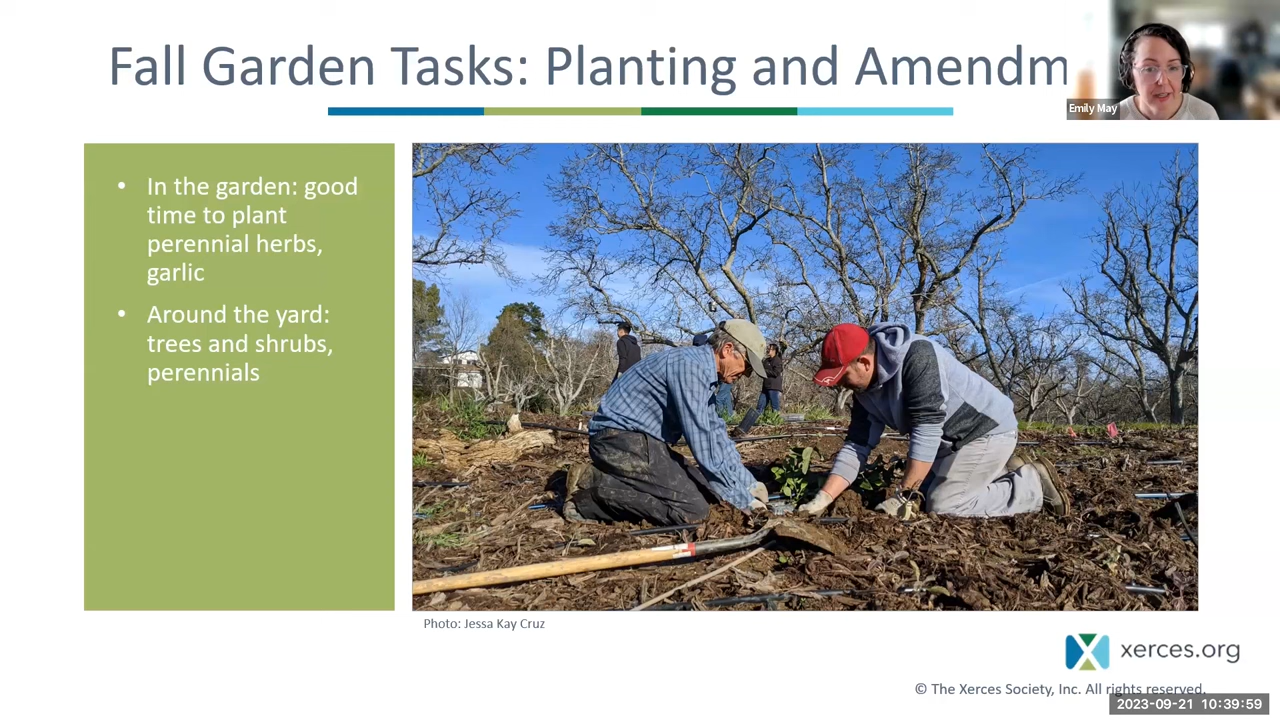 Fall Garden Tasks: Planting and Amendm
Emily May
• In the garden: good
time to plant
perennial herbs,
garlic
• Around the yard:
trees and shrubs,
perennials
Photo: Jessa Kay Cruz
xerces.org
© The Xerces Society, Inc. All rights reserved.
2023-09-21 10:39:59